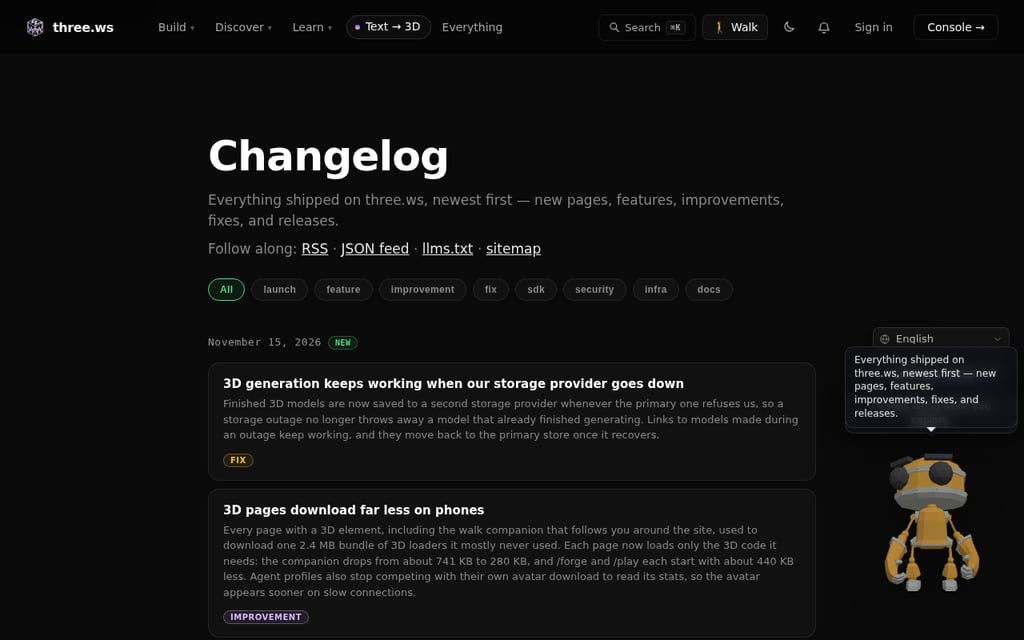 three.ws
Build
Discover
Learn
Text → 3D
Everything
Search ⌘K
Walk
Sign in
Console →
Changelog
Everything shipped on three.ws, newest first — new pages, features, improvements,
fixes, and releases.
Follow along: RSS · JSON feed · llms.txt · sitemap
All
launch
feature
improvement
fix
sdk
security
infra
docs
November 15, 2026 NEW
3D generation keeps working when our storage provider goes down
Finished 3D models are now saved to a second storage provider whenever the primary one refuses us, so a
storage outage no longer throws away a model that already finished generating. Links to models made during
an outage keep working, and they move back to the primary store once it recovers.
FIX
3D pages download far less on phones
Every page with a 3D element, including the walk companion that follows you around the site, used to
download one 2.4 MB bundle of 3D loaders it mostly never used. Each page now loads only the 3D code it
needs: the companion drops from about 741 KB to 280 KB, and /forge and /play each start with about 440 KB
less. Agent profiles also stop competing with their own avatar download to read its stats, so the avatar
appears sooner on slow connections.
IMPROVEMENT
English
Everything shipped on
three.ws, newest first — new
pages, features,
improvements, fixes, and
releases.